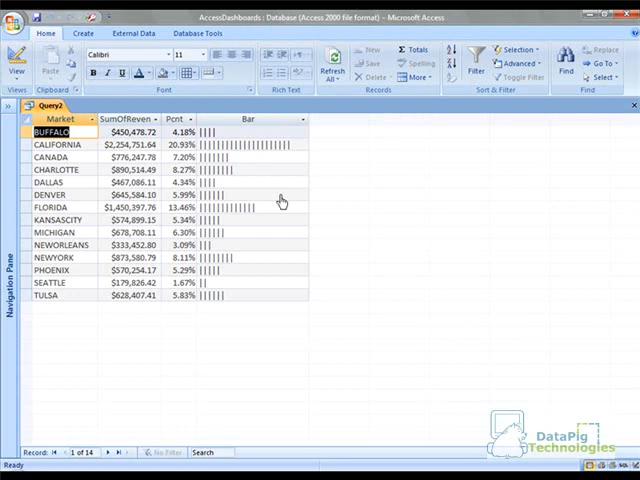 AccessDashboards : Database (Access 2000 file format) - Microsoft Access
Home Create External Data Database Tools
View
Views
Paste
Clipboard
Calibri 11
B I U
Font
Rich Text
Refresh All
New
Save
Delete
Totals
Spelling
More
Records
Filter
Selection
Advanced
Toggle Filter
Sort & Filter
Find
Replace
Go To
Select
Find
Query2
Market SumOfReven Pcnt Bar
BUFFALO $450,478.72 4.18% ||||
CALIFORNIA $2,254,751.64 20.93% ||||||||||||||||||||
CANADA $776,247.78 7.20% |||||||
CHARLOTTE $890,514.49 8.27% ||||||||
DALLAS $467,086.11 4.34% ||||
DENVER $645,584.10 5.99% ||||||
FLORIDA $1,450,397.76 13.46% |||||||||||||
KANSASCITY $574,899.15 5.34% |||||
MICHIGAN $678,708.11 6.30% ||||||
NEWORLEANS $333,452.80 3.09% |||
NEWYORK $873,580.79 8.11% ||||||||
PHOENIX $570,254.17 5.29% |||||
SEATTLE $179,826.42 1.67% ||
TULSA $628,407.41 5.83% ||||||
Navigation Pane
DataPig
Technologies
Record: 1 of 14 No Filter Search
Ready
SQL